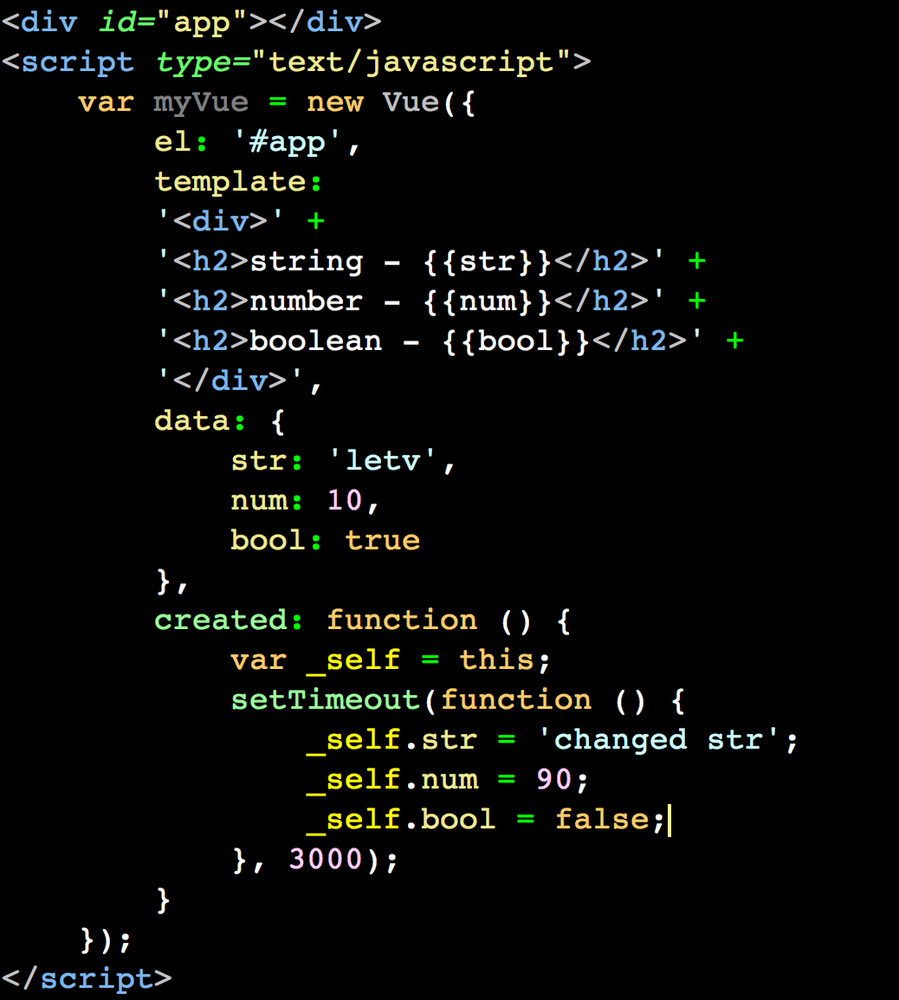 <div id="app"></div>
<script type="text/javascript">
    var myVue = new Vue({
        el: '#app',
        template:
        '<div>' +
        '<h2>string - {{str}}</h2>' +
        '<h2>number - {{num}}</h2>' +
        '<h2>boolean - {{bool}}</h2>' +
        '</div>',
        data: {
            str: 'letv',
            num: 10,
            bool: true
        },
        created: function () {
            var _self = this;
            setTimeout(function () {
                _self.str = 'changed str';
                _self.num = 90;
                _self.bool = false;
            }, 3000);
        }
    });
</script>